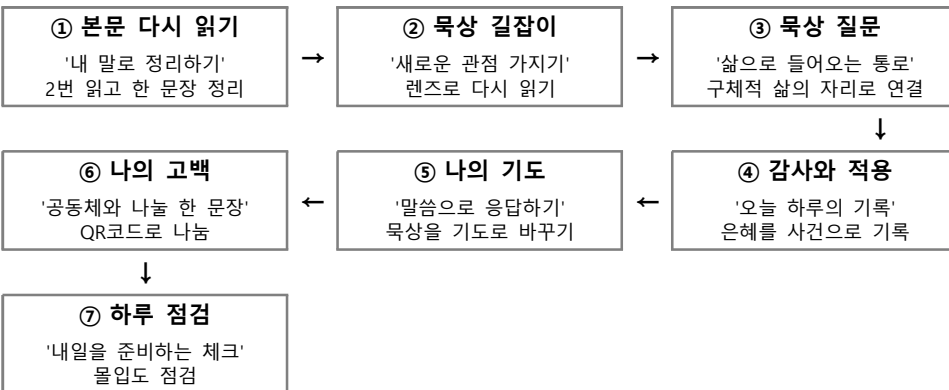 ① 본문 다시 읽기
'내 말로 정리하기'
2번 읽고 한 문장 정리
→
② 묵상 길잡이
'새로운 관점 가지기'
렌즈로 다시 읽기
→
③ 묵상 질문
'삶으로 들어오는 통로'
구체적 삶의 자리로 연결
↓
④ 감사와 적용
'오늘 하루의 기록'
은혜를 사건으로 기록
←
⑤ 나의 기도
'말씀으로 응답하기'
묵상을 기도로 바꾸기
←
⑥ 나의 고백
'공동체와 나눌 한 문장'
QR코드로 나눔
↓
⑦ 하루 점검
'내일을 준비하는 체크'
몰입도 점검